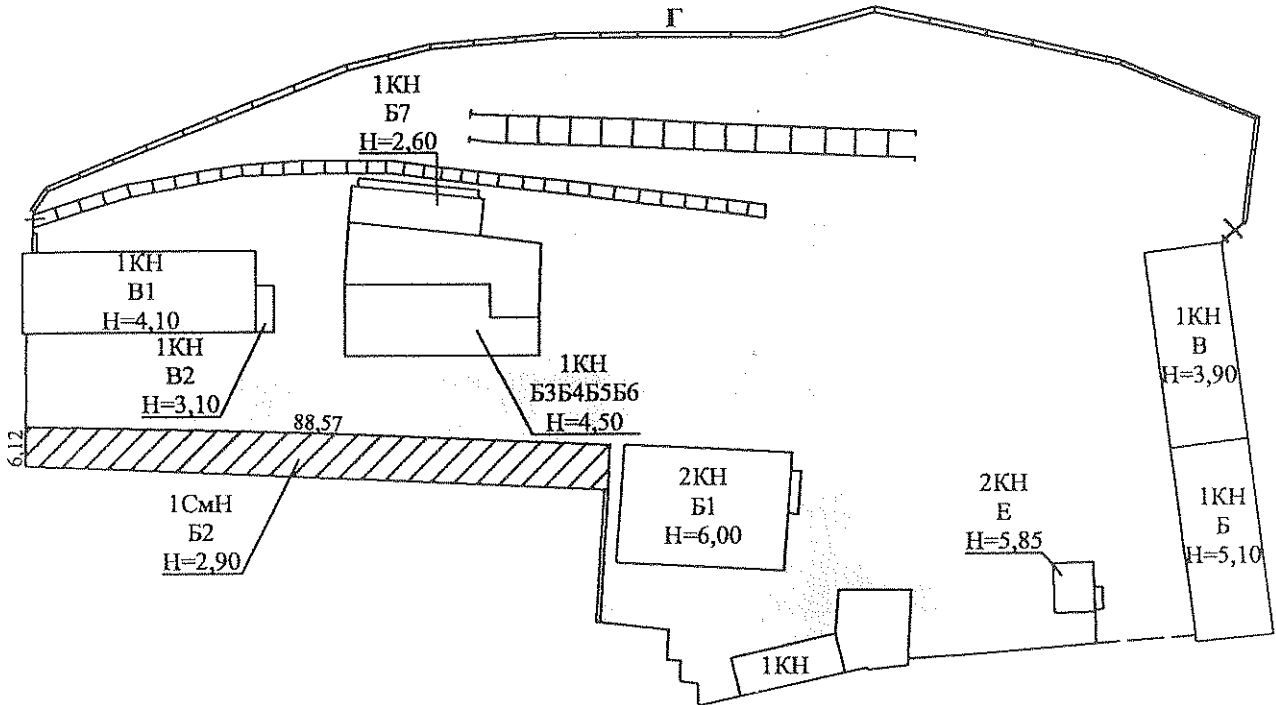 Г
1КН
Б7
Н=2,60
1КН
В1
Н=4,10
1КН
В2
Н=3,10
1КН
Б3Б4Б5Б6
Н=4,50
1КН
В
Н=3,90
88,57
6,12
1СмН
Б2
Н=2,90
2КН
Б1
Н=6,00
2КН
Е
Н=5,85
1КН
Б
Н=5,10
1КН